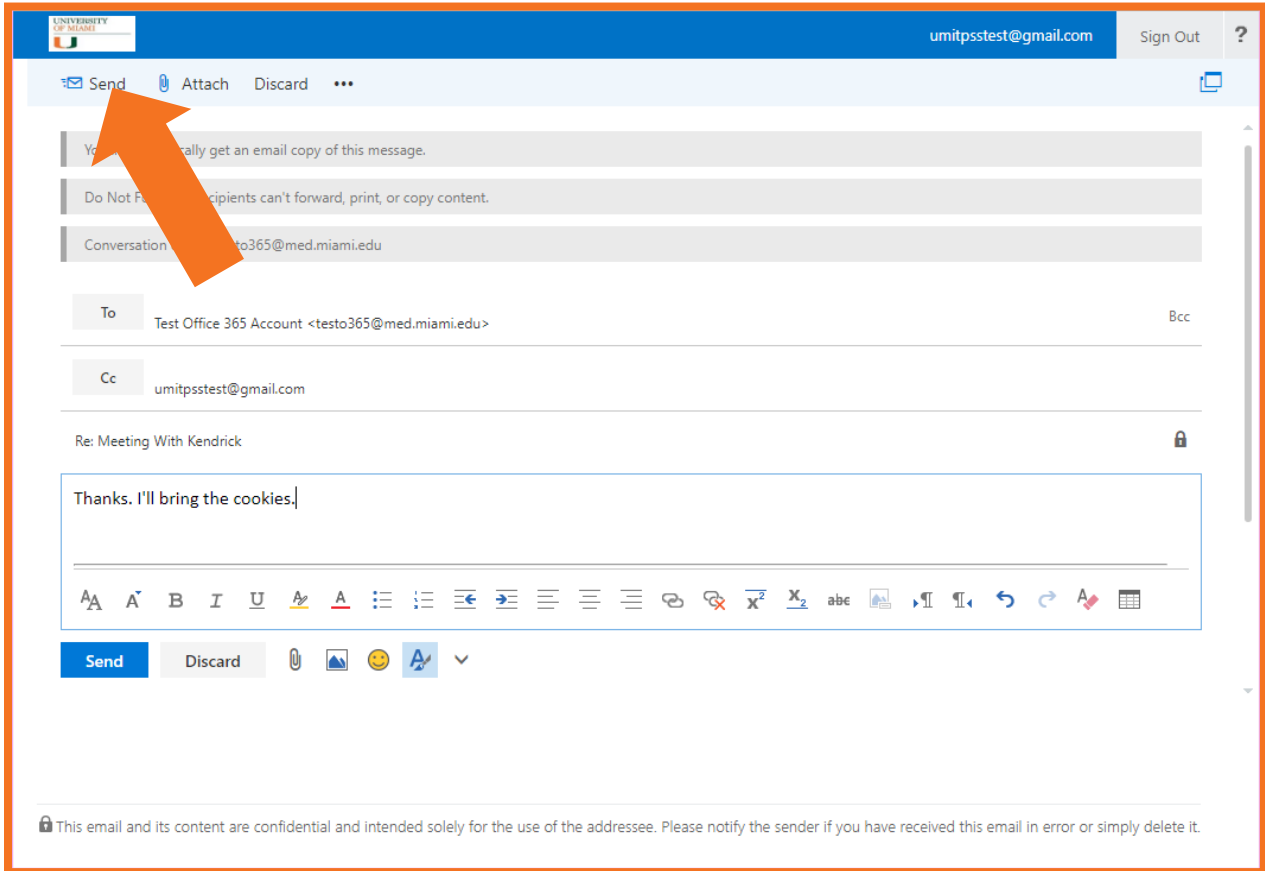 UNIVERSITY
OF MIAMI
umitpsstest@gmail.com Sign Out ?
Send Attach Discard •••
cally get an email copy of this message.
Do Not cipients can't forward, print, or copy content.
Conversation to365@med.miami.edu
To Test Office 365 Account <testo365@med.miami.edu> Bcc
Cc umitpsstest@gmail.com
Re: Meeting With Kendrick
Thanks. I'll bring the cookies.
Send Discard
This email and its content are confidential and intended solely for the use of the addressee. Please notify the sender if you have received this email in error or simply delete it.